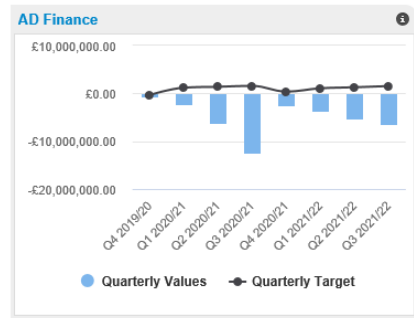 AD Finance
£10,000,000.00
£0.00
-£10,000,000.00
-£20,000,000.00
Q4 2019/20
Q1 2020/21
Q2 2020/21
Q3 2020/21
Q4 2020/21
Q1 2021/22
Q2 2021/22
Q3 2021/22
Quarterly Values
Quarterly Target